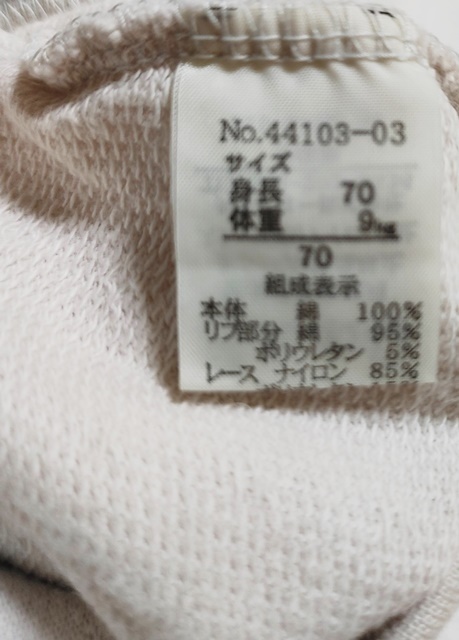 No.44103-03
サイズ
身長 70
体重 9kg
70
組成表示
本体 綿 100%
リブ部分 綿 95%
ポリウレタン 5%
レース ナイロン 85%